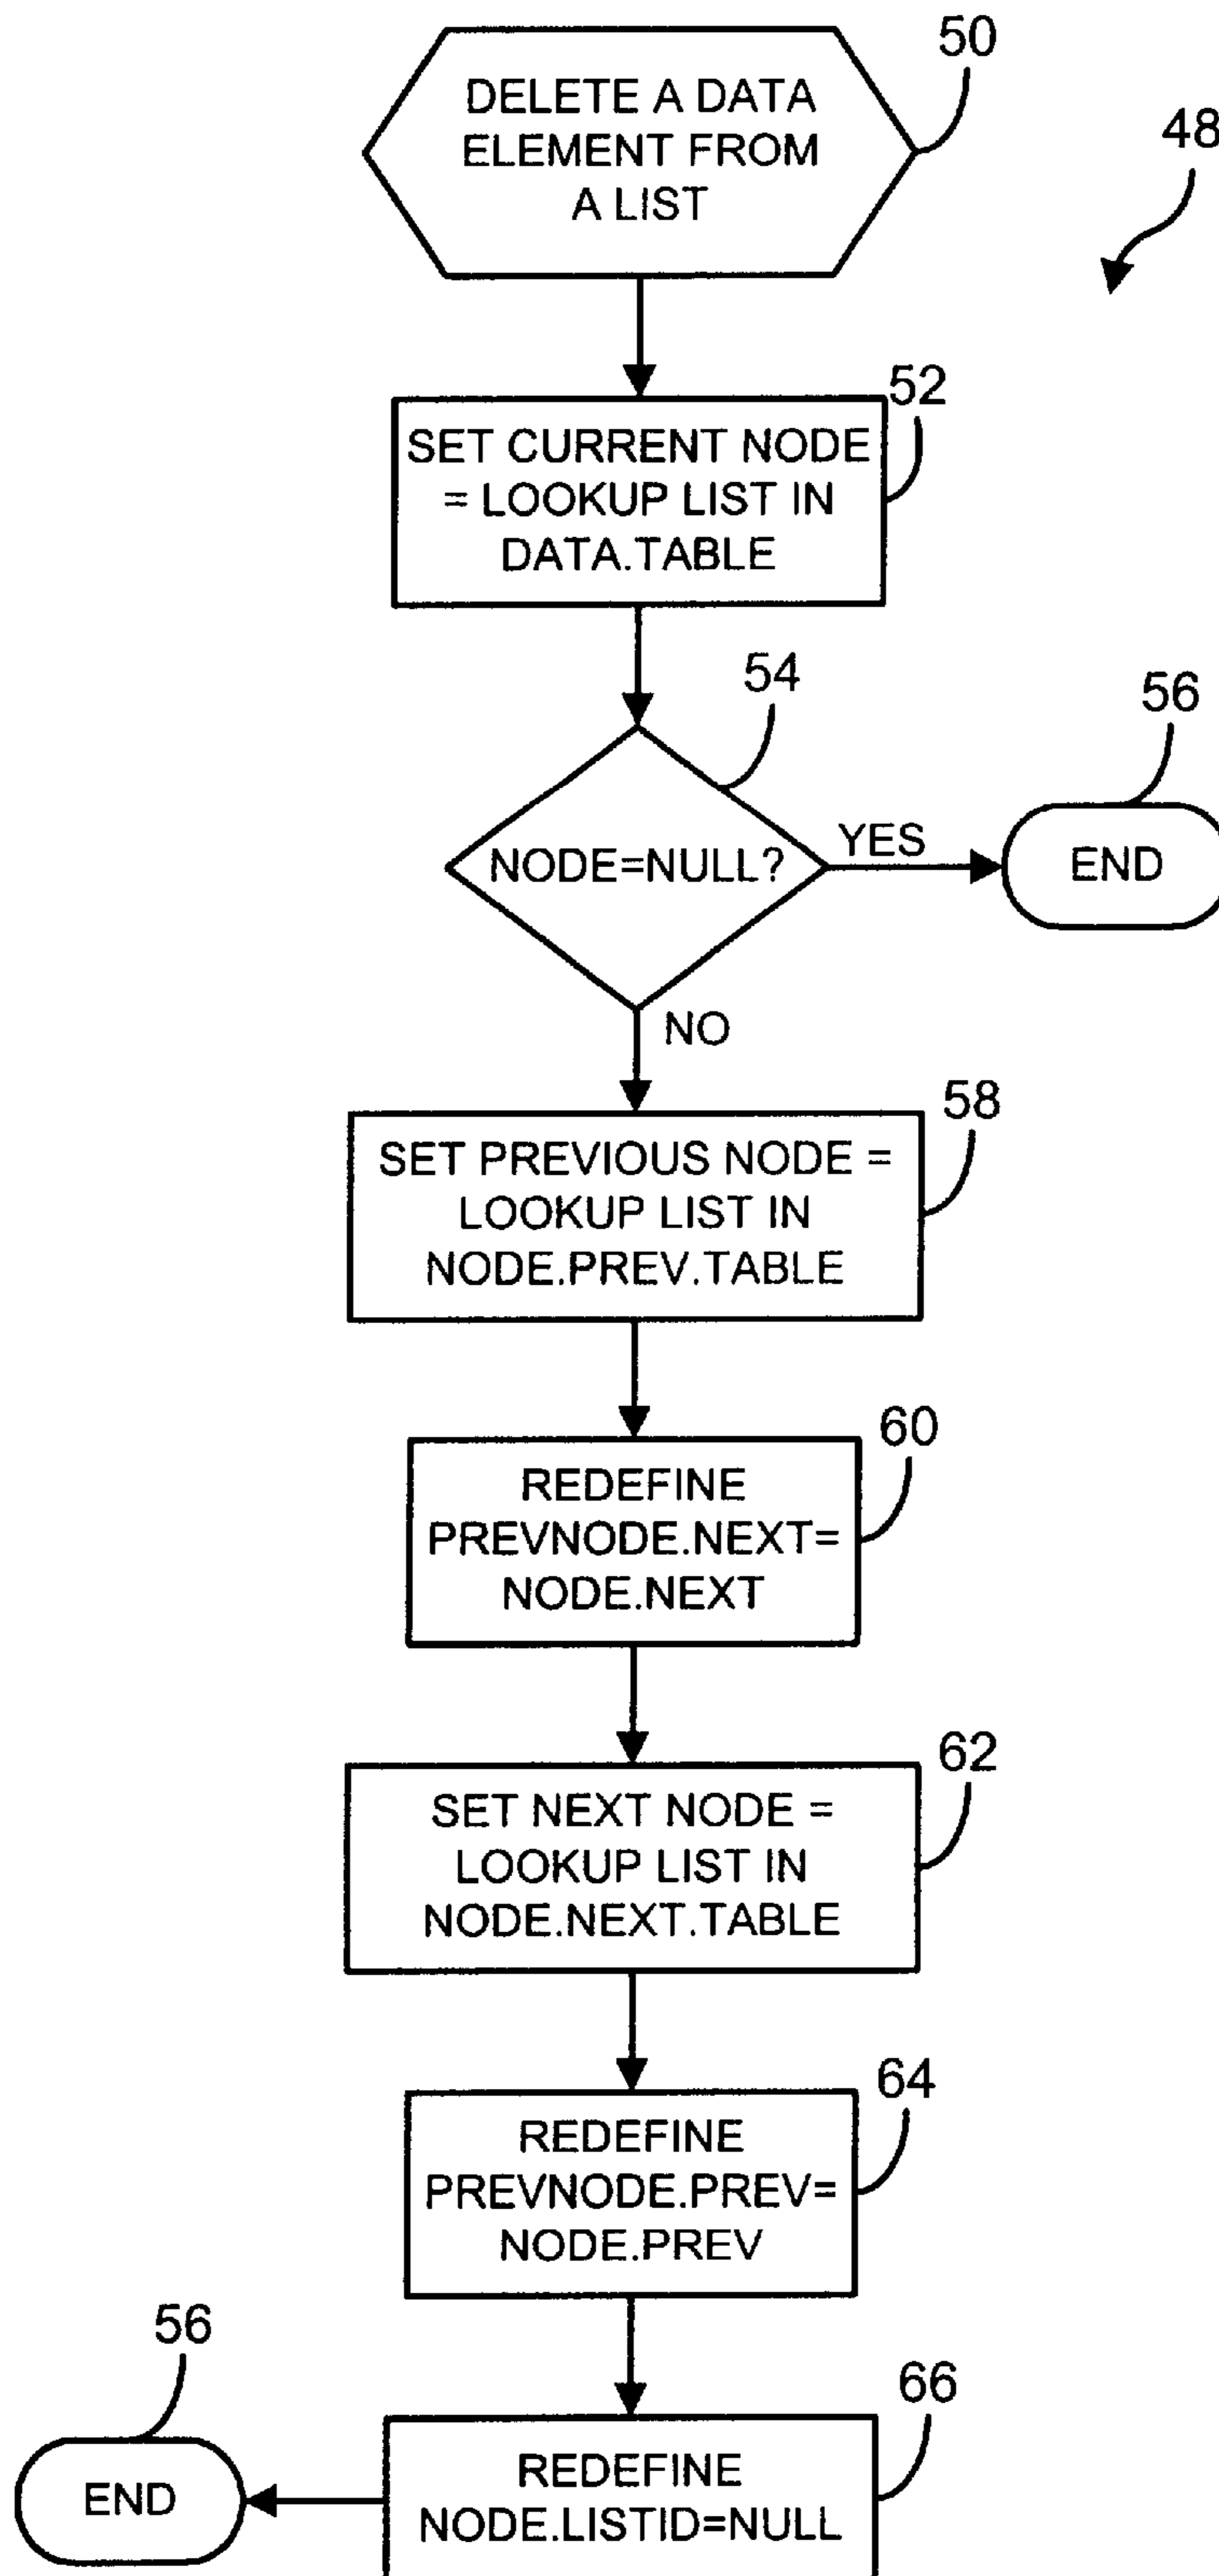 50
DELETE A DATA
ELEMENT FROM
A LIST
48
52
SET CURRENT NODE
= LOOKUP LIST IN
DATA.TABLE
54
56
NODE=NULL?
YES
END
NO
58
SET PREVIOUS NODE =
LOOKUP LIST IN
NODE.PREV.TABLE
60
REDEFINE
PREVNODE.NEXT=
NODE.NEXT
62
SET NEXT NODE =
LOOKUP LIST IN
NODE.NEXT.TABLE
64
REDEFINE
PREVNODE.PREV=
NODE.PREV
56
66
END
REDEFINE
NODE.LISTID=NULL